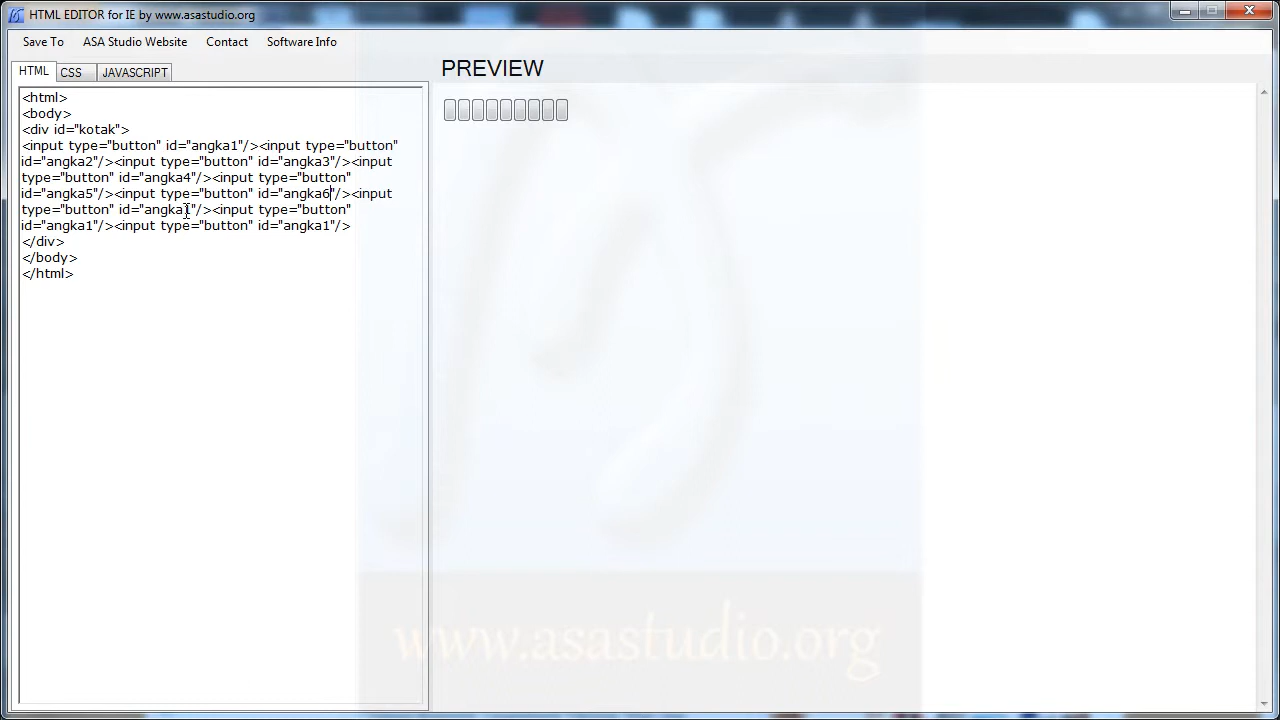 HTML EDITOR for IE by www.asastudio.org
Save To ASA Studio Website Contact Software Info
HTML CSS JAVASCRIPT
PREVIEW
<html>
<body>
<div id="kotak">
<input type="button" id="angka1"/><input type="button"
id="angka2"/><input type="button" id="angka3"/><input
type="button" id="angka4"/><input type="button"
id="angka5"/><input type="button" id="angka6"/><input
type="button" id="angka1"/><input type="button"
id="angka1"/><input type="button" id="angka1"/>
</div>
</body>
</html>
www.asastudio.org